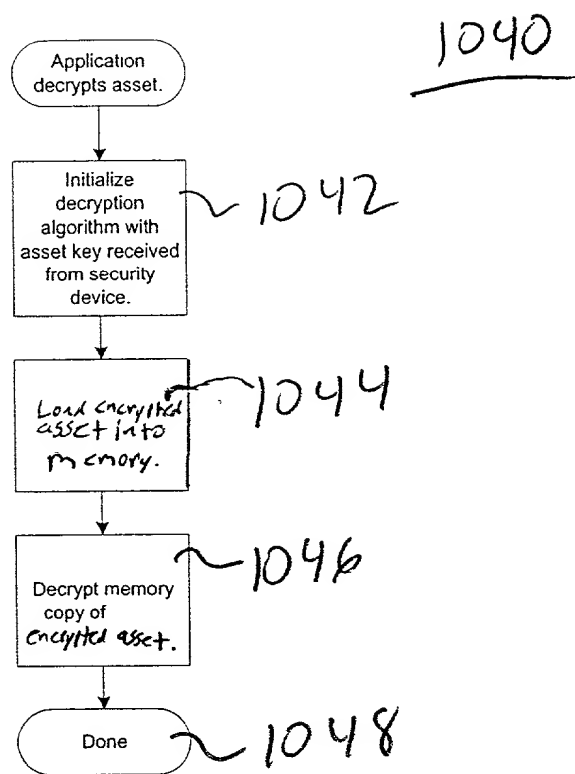 1040
Application
decrypts asset.
Initialize
decryption
algorithm with
asset key received
from security
device.
1042
Load encrypted
asset into
memory.
1044
Decrypt memory
copy of
encrypted asset.
1046
Done
1048